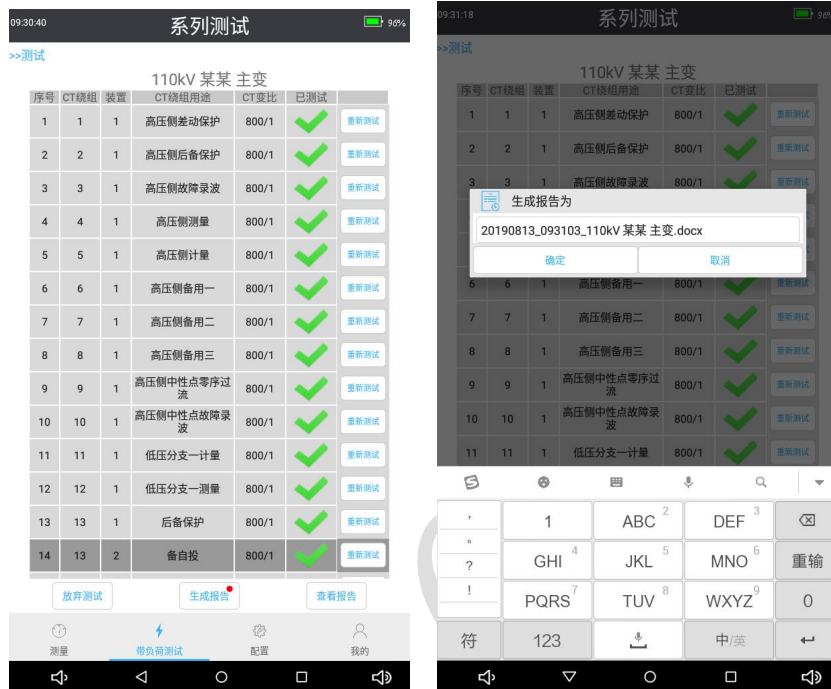 09:30:40 系列测试 96%
>>测试
110kV 某某 主变
序号 CT绕组 装置 CT绕组用途 CT变比 已测试
1 1 1 高压侧差动保护 800/1 重新测试
2 2 1 高压侧后备保护 800/1 重新测试
3 3 1 高压侧故障录波 800/1 重新测试
4 4 1 高压侧测量 800/1 重新测试
5 5 1 高压侧计量 800/1 重新测试
6 6 1 高压侧备用一 800/1 重新测试
7 7 1 高压侧备用二 800/1 重新测试
8 8 1 高压侧备用三 800/1 重新测试
9 9 1 高压侧中性点零序过流 800/1 重新测试
10 10 1 高压侧中性点故障录波 800/1 重新测试
11 11 1 低压分支一计量 800/1 重新测试
12 12 1 低压分支一测量 800/1 重新测试
13 13 1 后备保护 800/1 重新测试
14 13 2 备自投 800/1 重新测试
放弃测试 生成报告 查看报告
测量 带负荷测试 配置 我的
09:31:18 系列测试 96%
>>测试
110kV 某某 主变
序号 CT绕组 装置 CT绕组用途 CT变比 已测试
1 1 1 高压侧差动保护 800/1 重新测试
2 2 1 高压侧后备保护 800/1 重新测试
3 3 1 高压侧故障录波 800/1 重新测试
生成报告为
20190813_093103_110kV 某某 主变.docx
确定 取消
6 6 1 高压侧备用一 800/1 重新测试
7 7 1 高压侧备用二 800/1 重新测试
8 8 1 高压侧备用三 800/1 重新测试
9 9 1 高压侧中性点零序过流 800/1 重新测试
10 10 1 高压侧中性点故障录波 800/1 重新测试
11 11 1 低压分支一计量 800/1 重新测试
， 1 ABC 2 DEF 3
。
? GHI 4 JKL 5 MNO 6 重输
! PQRS 7 TUV 8 WXYZ 9 0
符 123 中/英